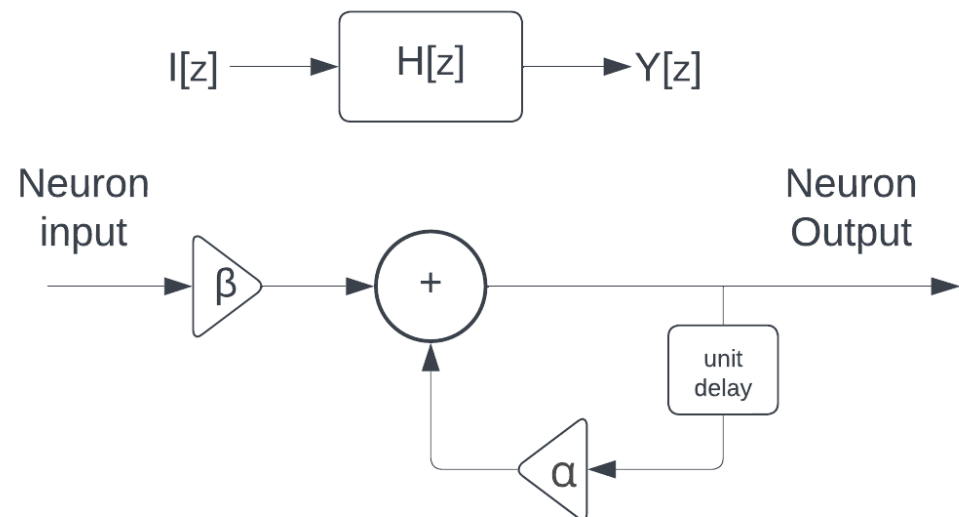 I[z]
H[z]
Y[z]
Neuron
input
Neuron
Output
β
+
unit
delay
α